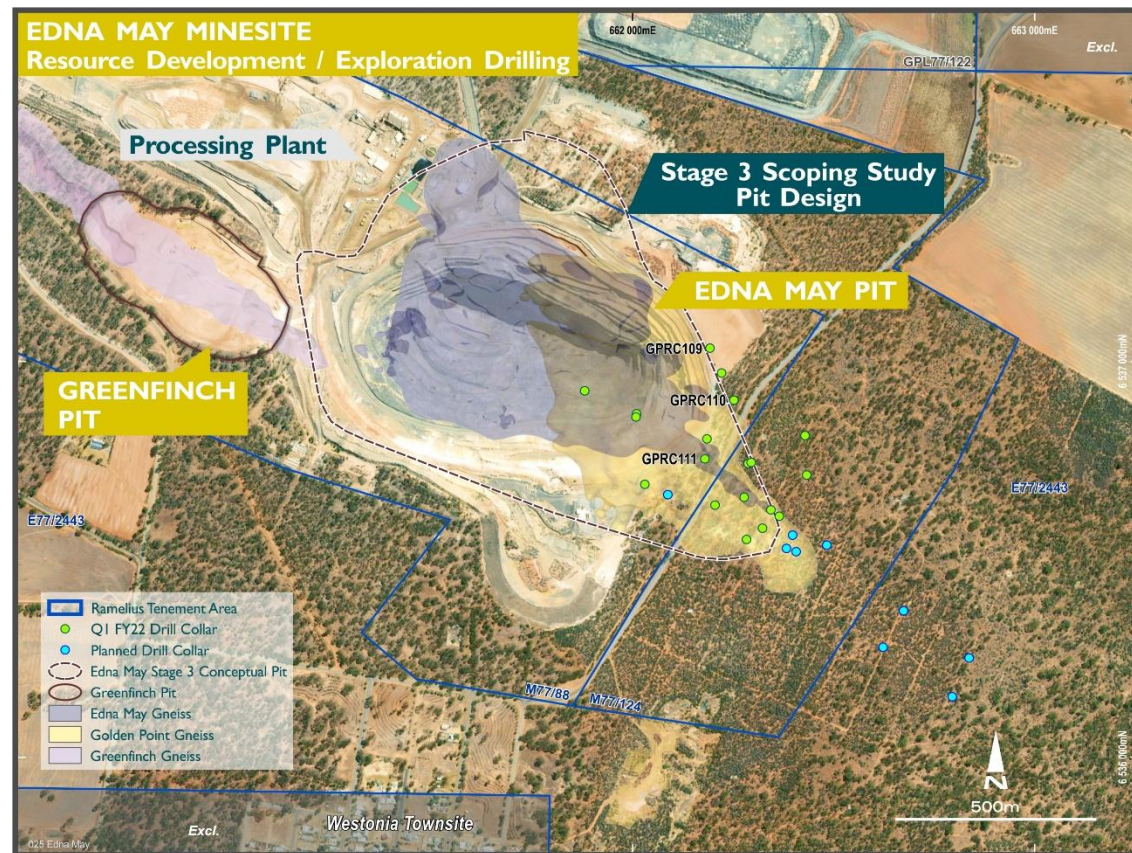 EDNA MAY MINESITE
Resource Development / Exploration Drilling
662 000mE
663 000mE
Excl.
GPL77/122
Processing Plant
Stage 3 Scoping Study
Pit Design
EDNA MAY PIT
GPRC109
6 537 000mN
GREENFINCH
PIT
GPRC110
GPRC111
E77/2443
E77/2443
Ramelius Tenement Area
Q1 FY22 Drill Collar
Planned Drill Collar
Edna May Stage 3 Conceptual Pit
Greenfinch Pit
Edna May Gneiss
Golden Point Gneiss
Greenfinch Gneiss
M77/88
M77/124
6 536 000mN
N
500m
Excl.
Westonia Townsite
025 Edna May